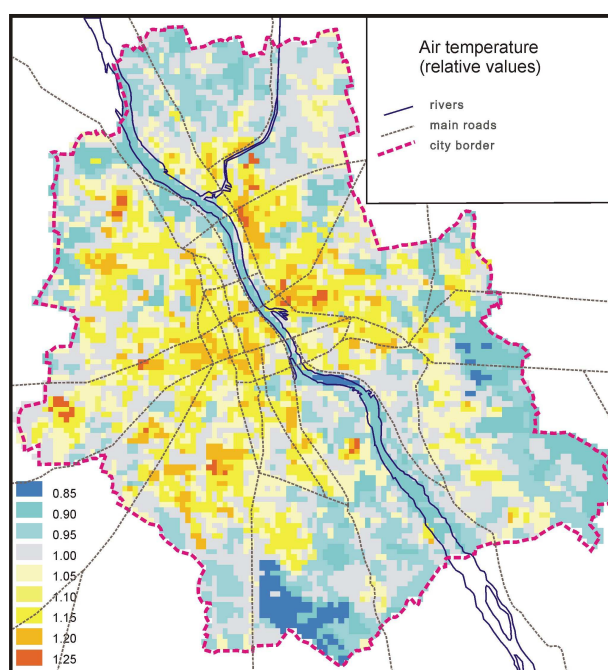 Air temperature
(relative values)
rivers
main roads
city border
0.85
0.90
0.95
1.00
1.05
1.10
1.15
1.20
1.25